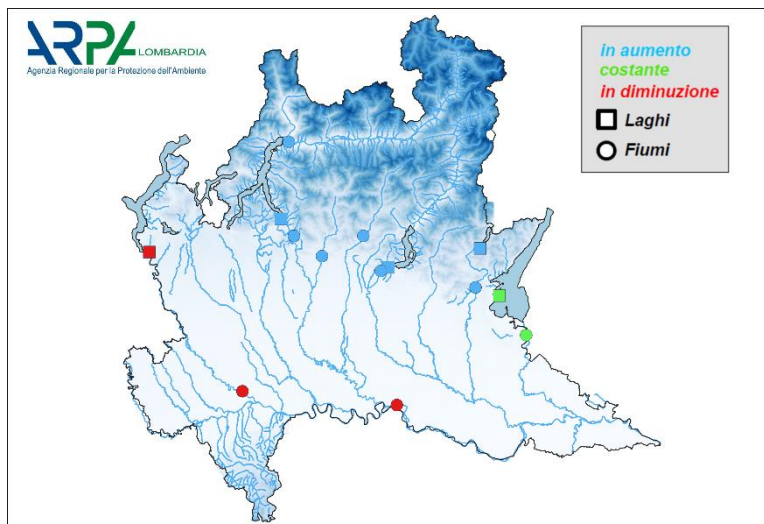 ARPA LOMBARDIA
Agenzia Regionale per la Protezione dell'Ambiente
in aumento
costante
in diminuzione
Laghi
Fiumi